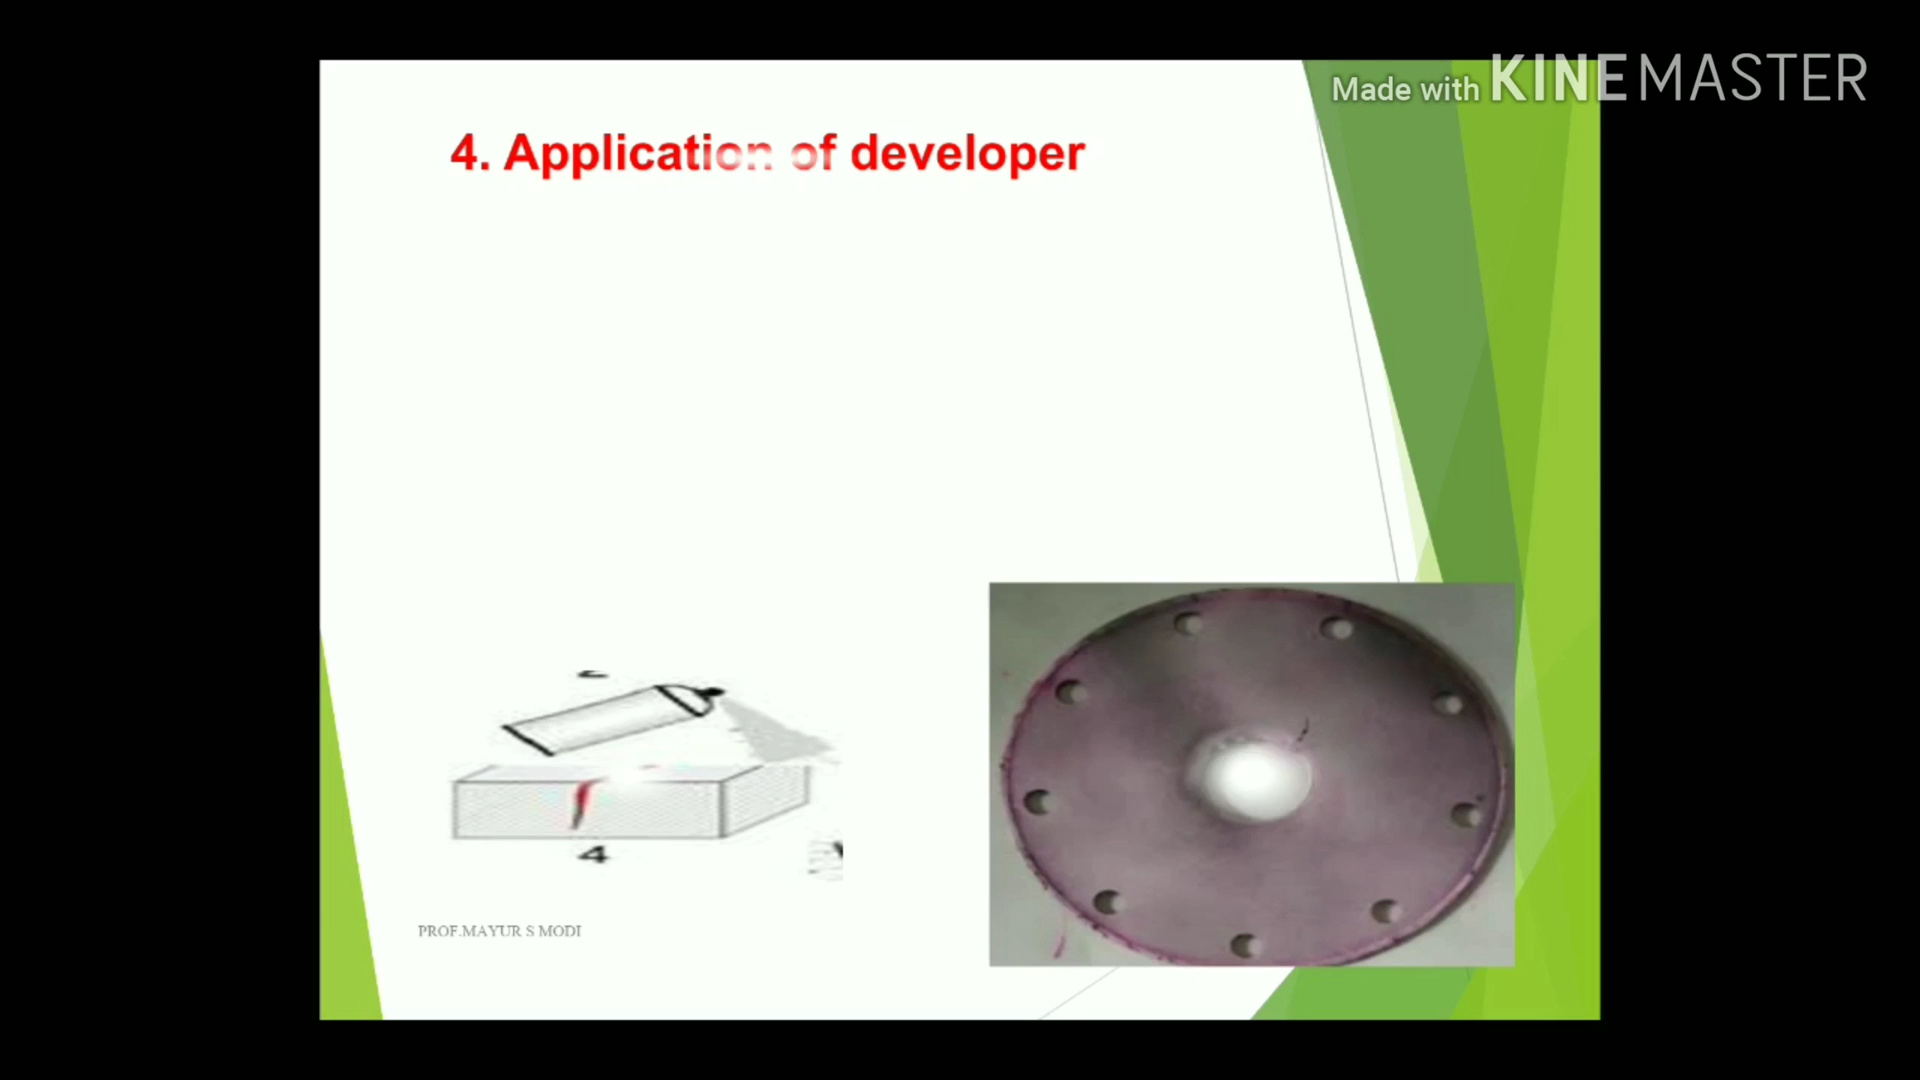 Made with KINEMASTER
4. Application of developer
4
PROF.MAYUR S MODI